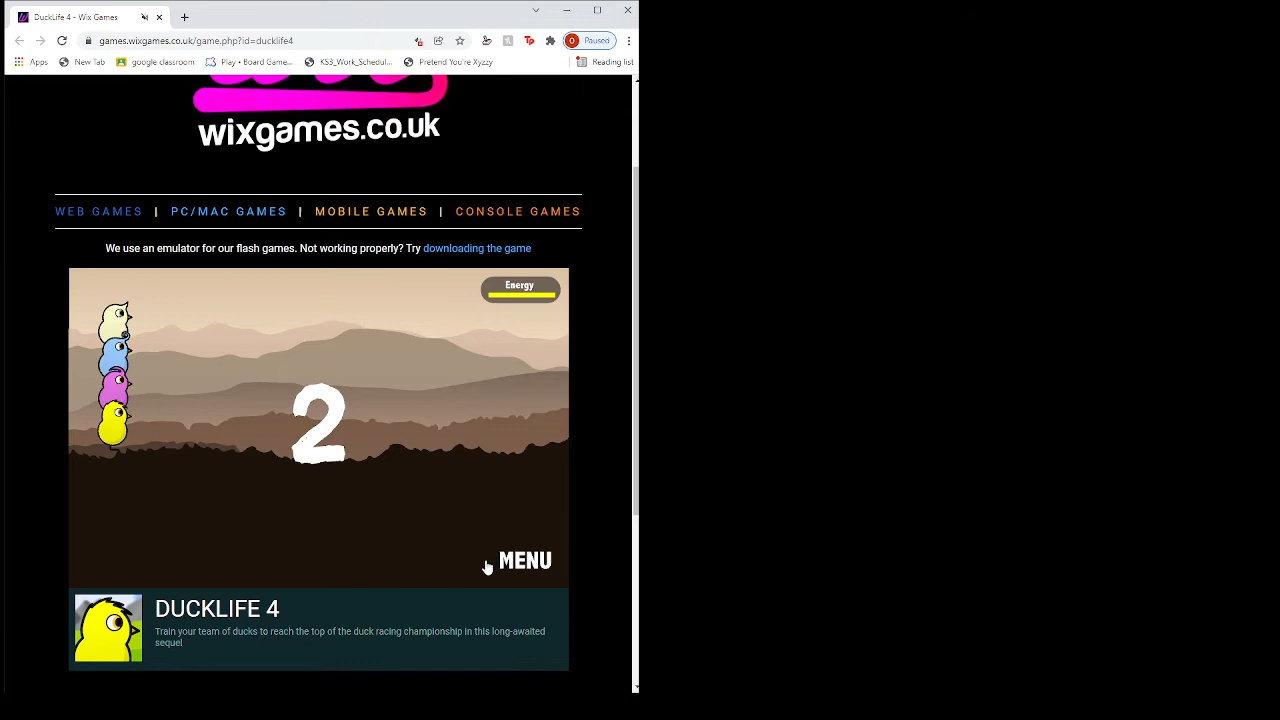 DuckLife 4 - Wix Games
games.wixgames.co.uk/game.php?id=ducklife4
Paused
Apps
New Tab
google classroom
Play • Board Game...
KS3_Work_Schedul...
Pretend You're Xyzzy
Reading list
wixgames.co.uk
WEB GAMES | PC/MAC GAMES | MOBILE GAMES | CONSOLE GAMES
We use an emulator for our flash games. Not working properly? Try downloading the game
Energy
2
MENU
DUCKLIFE 4
Train your team of ducks to reach the top of the duck racing championship in this long-awaited
sequel